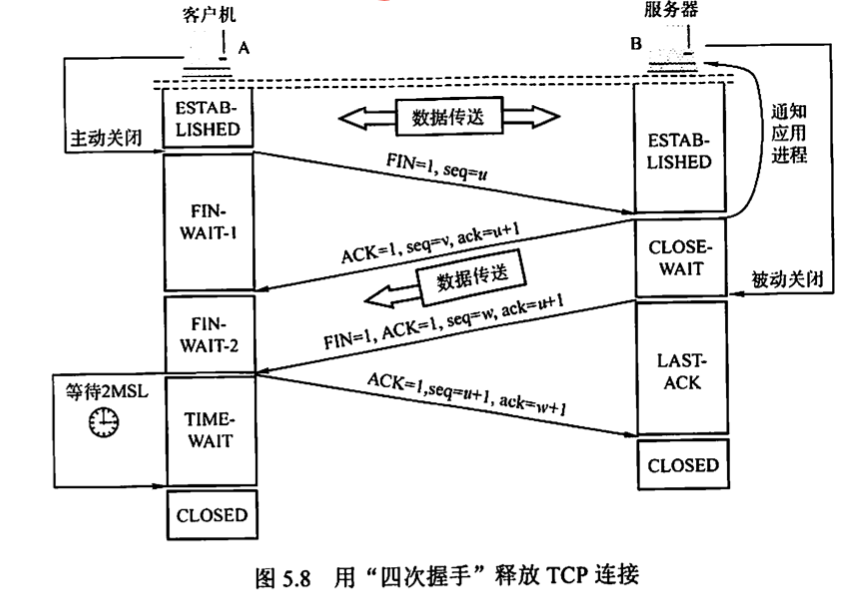 客户机
服务器
A
B
ESTAB-
LISHED
数据传送
主动关闭
FIN=1, seq=u
ESTAB-
LISHED
通知
应用
进程
FIN-
WAIT-1
ACK=1, seq=v, ack=u+1
CLOSE-
WAIT
数据传送
被动关闭
FIN-
WAIT-2
FIN=1, ACK=1, seq=w, ack=u+1
LAST-
ACK
等待2MSL
ACK=1,seq=u+1, ack=w+1
TIME-
WAIT
CLOSED
CLOSED
图 5.8 用“四次握手”释放 TCP 连接